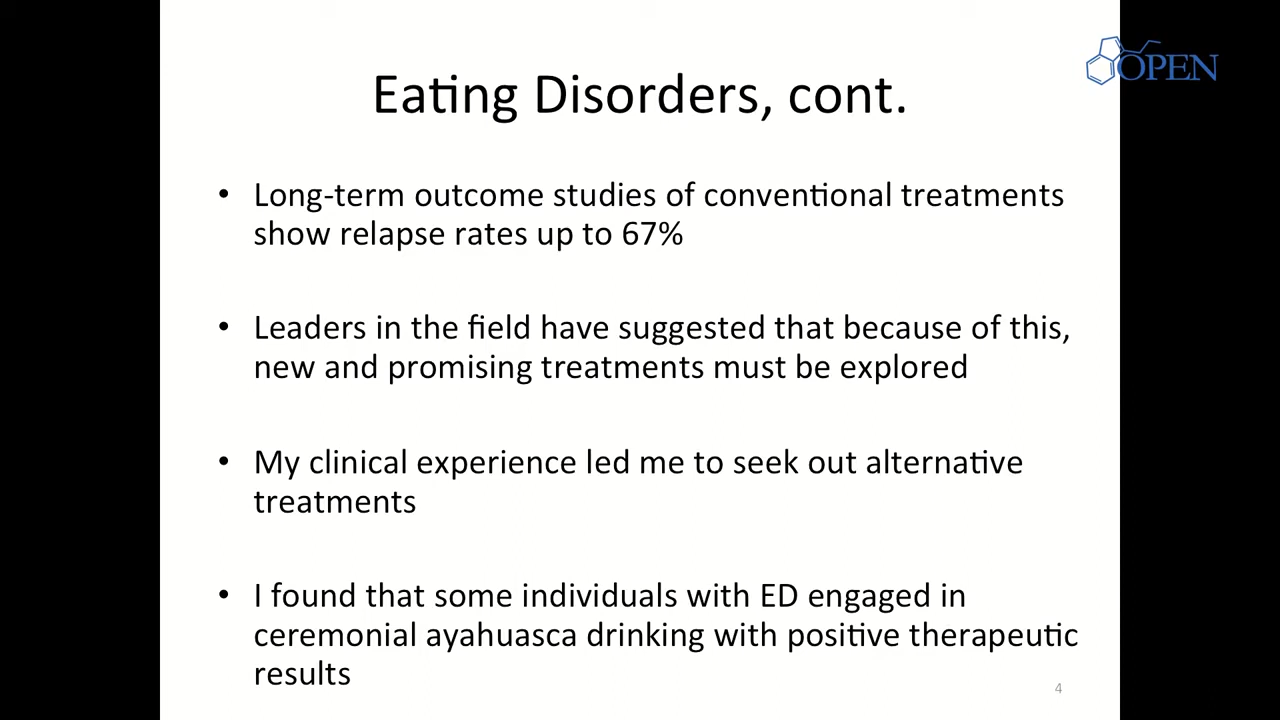 OPEN
Eating Disorders, cont.
• Long-term outcome studies of conventional treatments
show relapse rates up to 67%
• Leaders in the field have suggested that because of this,
new and promising treatments must be explored
• My clinical experience led me to seek out alternative
treatments
• I found that some individuals with ED engaged in
ceremonial ayahuasca drinking with positive therapeutic
results
4